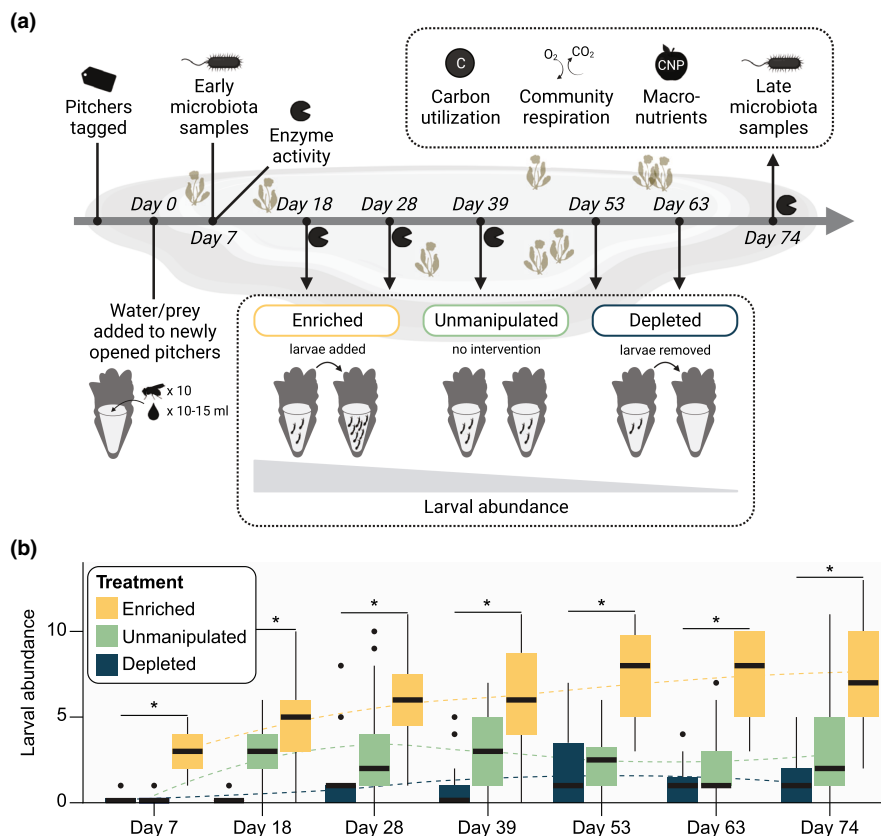 (a)
Pitchers
tagged
Early
microbiota
samples
Enzyme
activity
C
Carbon
utilization
O2 CO2
Community
respiration
CNP
Macro-
nutrients
Late
microbiota
samples
Day 0 Day 18 Day 28 Day 39 Day 53 Day 63
Day 7 Day 74
Water/prey
added to newly
opened pitchers
x 10
x 10-15 ml
Enriched Unmanipulated Depleted
larvae added no intervention larvae removed
Larval abundance
(b)
Treatment
Enriched
Unmanipulated
Depleted
* * * * * * *
Larval abundance
10
5
0
Day 7 Day 18 Day 28 Day 39 Day 53 Day 63 Day 74